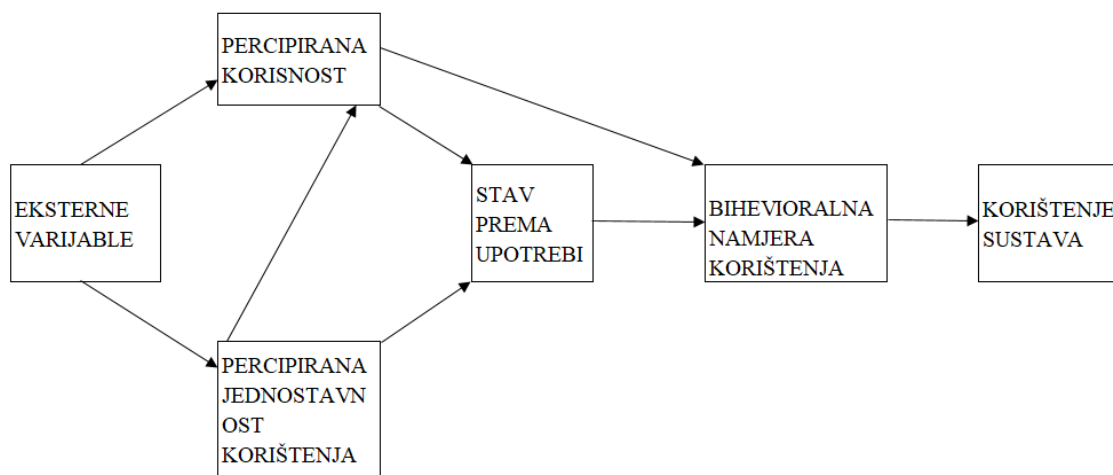 PERCIPIRANA
KORISNOST
EKSTERNE
VARIJABLE
STAV
PREMA
UPOTREBI
BIHEVIORALNA
NAMJERA
KORIŠTENJA
KORIŠTENJE
SUSTAVA
PERCIPIRANA
JEDNOSTAVN
OST
KORIŠTENJA